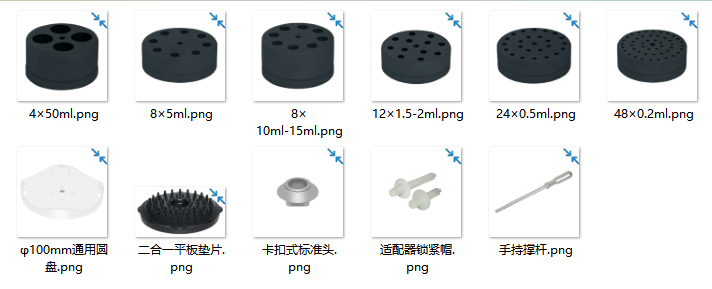 4×50ml.png
8×5ml.png
8×
10ml-15ml.png
12×1.5-2ml.png
24×0.5ml.png
48×0.2ml.png
φ100mm通用圆
盘.png
二合一平板垫片.
png
卡扣式标准头.
png
适配器锁紧帽.
png
手持撑杆.png